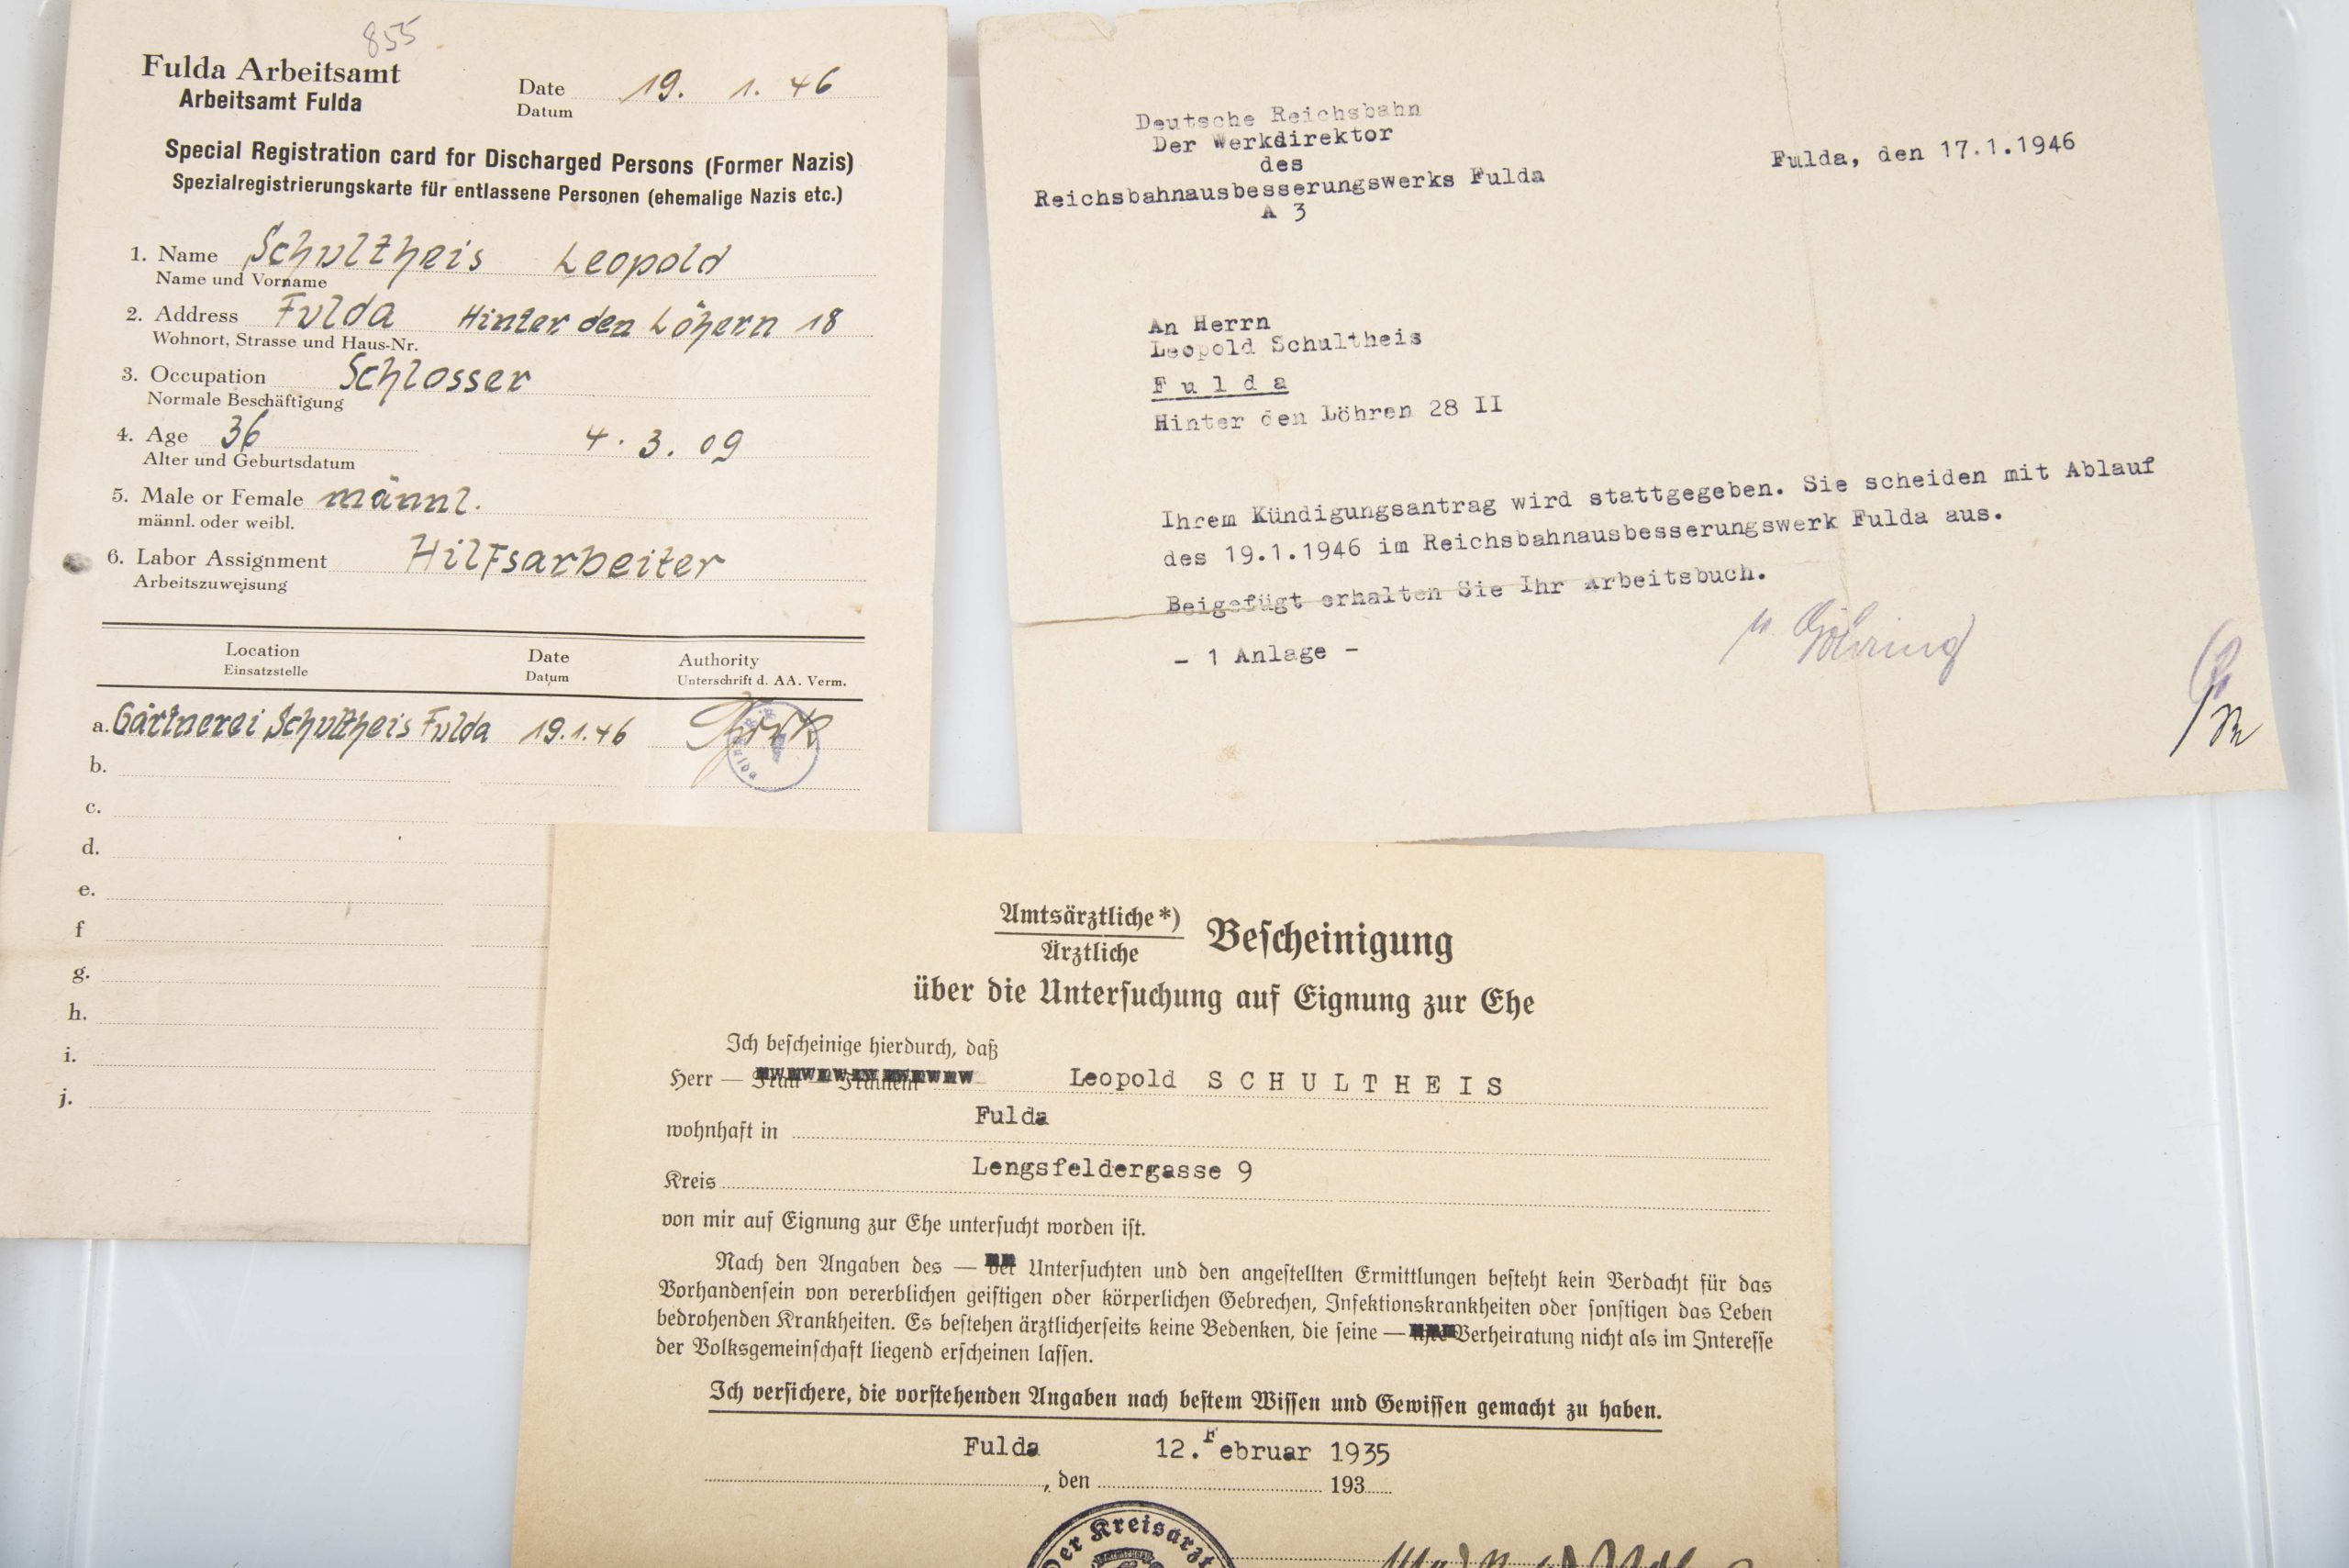 855
Fulda Arbeitsamt
Arbeitsamt Fulda
Date 19. 1. 46
Datum
Special Registration card for Discharged Persons (Former Nazis)
Spezialregistrierungskarte für entlassene Personen (ehemalige Nazis etc.)
1. Name Schultheis Leopold
Name und Vorname
2. Address Fulda Hinter den Löhern 18
Wohnort, Strasse und Haus-Nr.
3. Occupation Schlosser
Normale Beschäftigung
4. Age 36 4. 3. 09
Alter und Geburtsdatum
5. Male or Female männl.
männl. oder weibl.
6. Labor Assignment Hilfsarbeiter
Arbeitszuweisung
Location Date Authority
Einsatzstelle Datum Unterschrift d. AA. Verm.
a. Gärtnerei Schultheis Fulda 19.1.46
b.
c.
d.
e.
f
g.
h.
i.
j.
Deutsche Reichsbahn
Der Werkdirektor
des
Reichsbahnausbesserungswerks Fulda
A 3
Fulda, den 17.1.1946
An Herrn
Leopold Schultheis
Fulda
Hinter den Löhren 28 II
Ihrem Kündigungsantrag wird stattgegeben. Sie scheiden mit Ablauf
des 19.1.1946 im Reichsbahnausbesserungswerk Fulda aus.
Beigefügt erhalten Sie Ihr Arbeitsbuch.
- 1 Anlage -
Amtsärztliche*)
Ärztliche
Bescheinigung
über die Untersuchung auf Eignung zur Ehe
Ich bescheinige hierdurch, daß
Herr — Leopold SCHULTHEIS
wohnhaft in Fulda
Kreis Lengsfeldergasse 9
von mir auf Eignung zur Ehe untersucht worden ist.
Nach den Angaben des — Untersuchten und den angestellten Ermittlungen besteht kein Verdacht für das
Vorhandensein von vererblichen geistigen oder körperlichen Gebrechen, Infektionskrankheiten oder sonstigen das Leben
bedrohenden Krankheiten. Es bestehen ärztlicherseits keine Bedenken, die seine — Verheiratung nicht als im Interesse
der Volksgemeinschaft liegend erscheinen lassen.
Ich versichere, die vorstehenden Angaben nach bestem Wissen und Gewissen gemacht zu haben.
Fulda 12. Februar 1935
, den 193
Der Kreisarzt